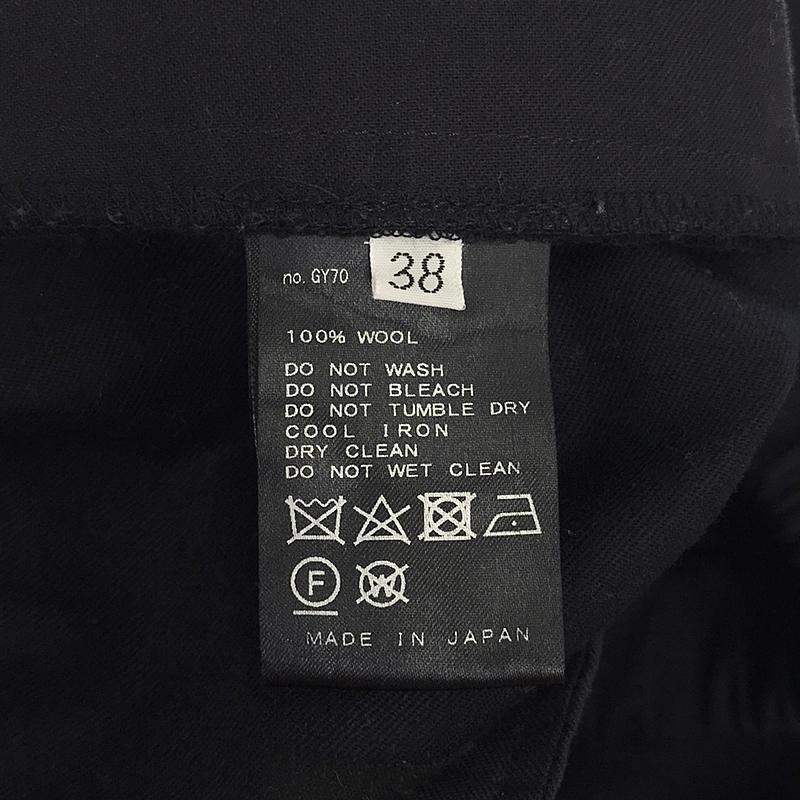 no. GY70 38
100% WOOL
DO NOT WASH
DO NOT BLEACH
DO NOT TUMBLE DRY
COOL IRON
DRY CLEAN
DO NOT WET CLEAN
F W
MADE IN JAPAN